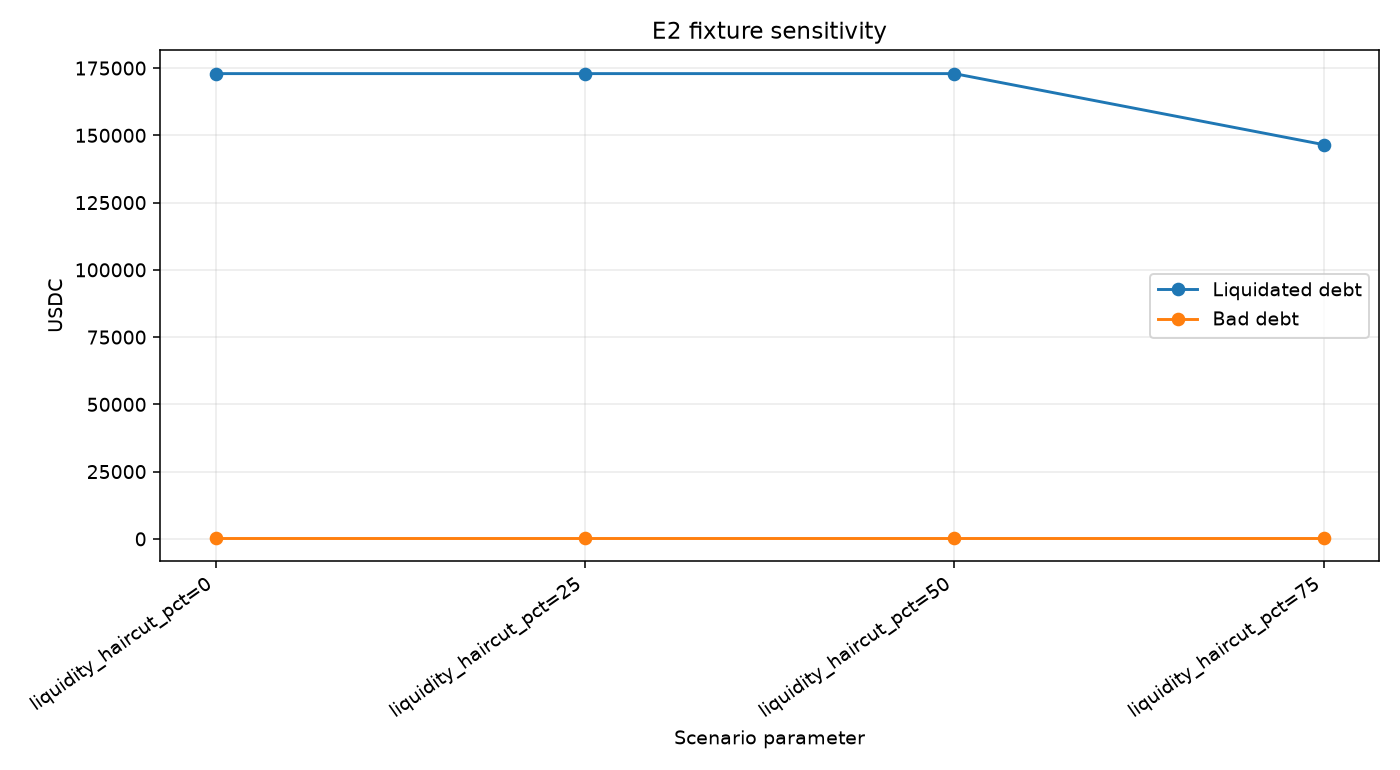 E2 fixture sensitivity
175000
150000
125000
100000
75000
50000
25000
0
USDC
Liquidated debt
Bad debt
liquidity_haircut_pct=0
liquidity_haircut_pct=25
liquidity_haircut_pct=50
liquidity_haircut_pct=75
Scenario parameter